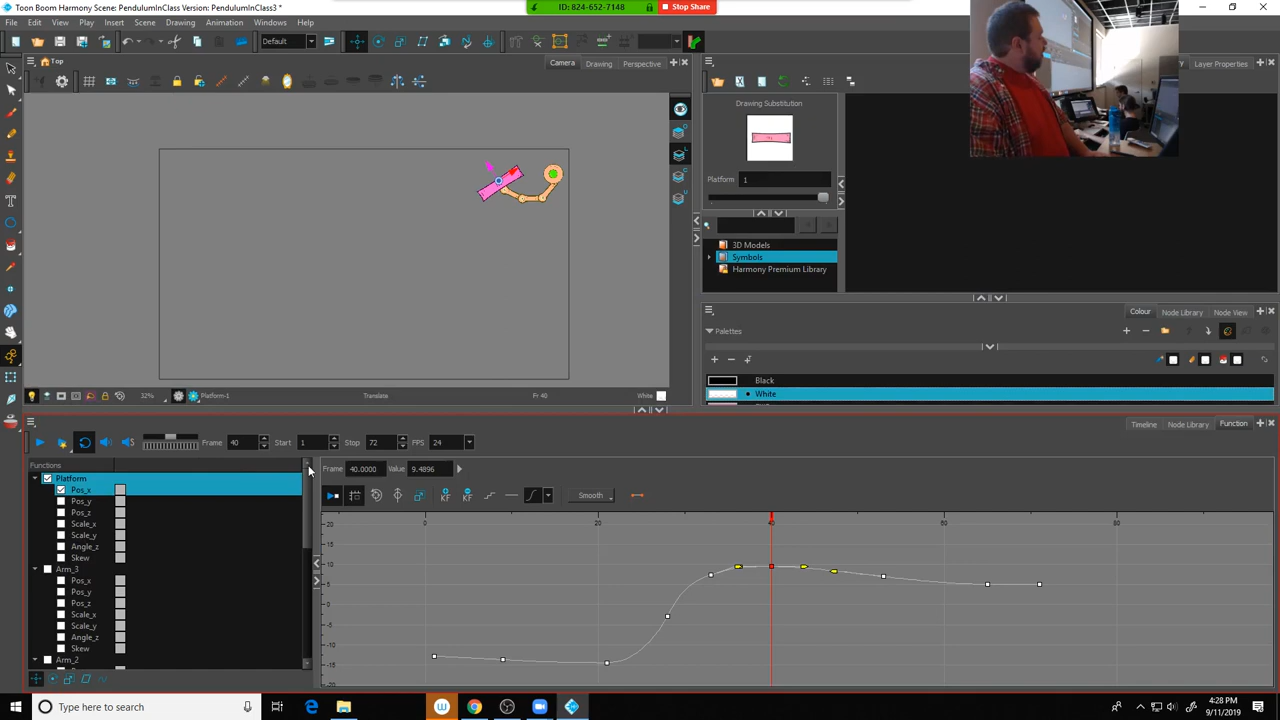 Toon Boom Harmony Scene: PendulumInClass Version: PendulumInClass3 *
ID: 824-652-7148
Stop Share
File Edit View Play Insert Scene Drawing Animation Windows Help
Default
Top
Camera Drawing Perspective
Layer Properties
Drawing Substitution
Platform 1
3D Models
Symbols
Harmony Premium Library
Colour Node Library Node View
Palettes
Black
White
32% Platform-1 Translate Fr 40 White
Timeline Node Library Function
Frame 40 Start 1 Stop 72 FPS 24
Functions
Frame 40.0000 Value 9.4896
Smooth
Platform
Pos_x
Pos_y
Pos_z
Scale_x
Scale_y
Angle_z
Skew
Arm_3
Pos_x
Pos_y
Pos_z
Scale_x
Scale_y
Angle_z
Skew
Arm_2
0 20 40 60 80
20
15
10
5
0
-5
-10
-15
Type here to search
4:28 PM
9/11/2019